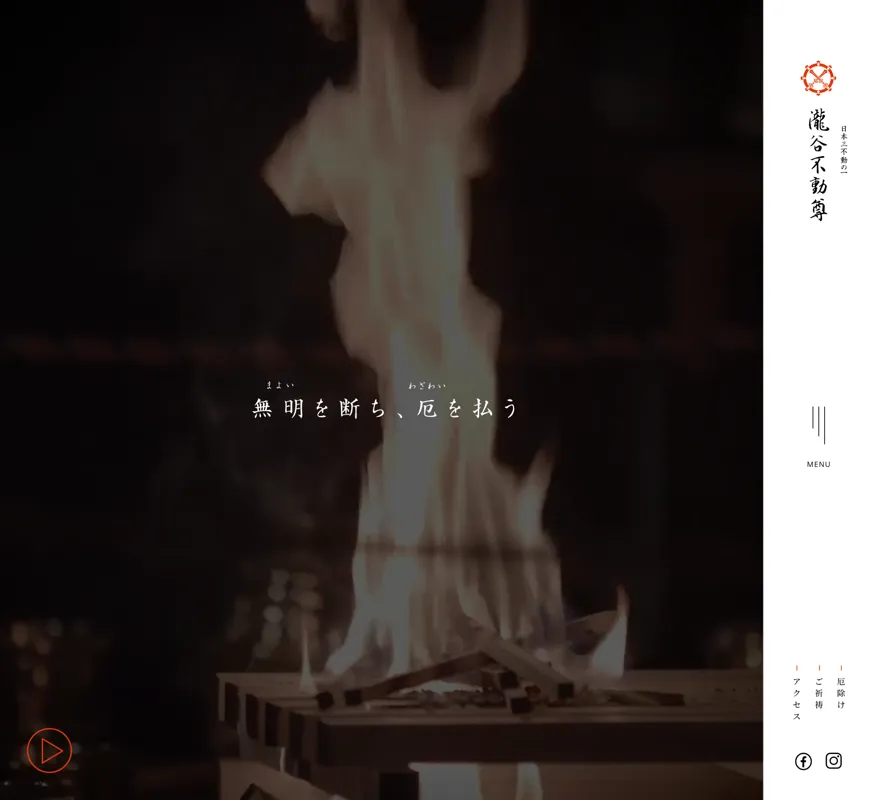 まよい わざわい
無明を断ち、厄を払う
日本三不動の一
瀧谷不動尊
MENU
厄除け
ご祈祷
アクセス